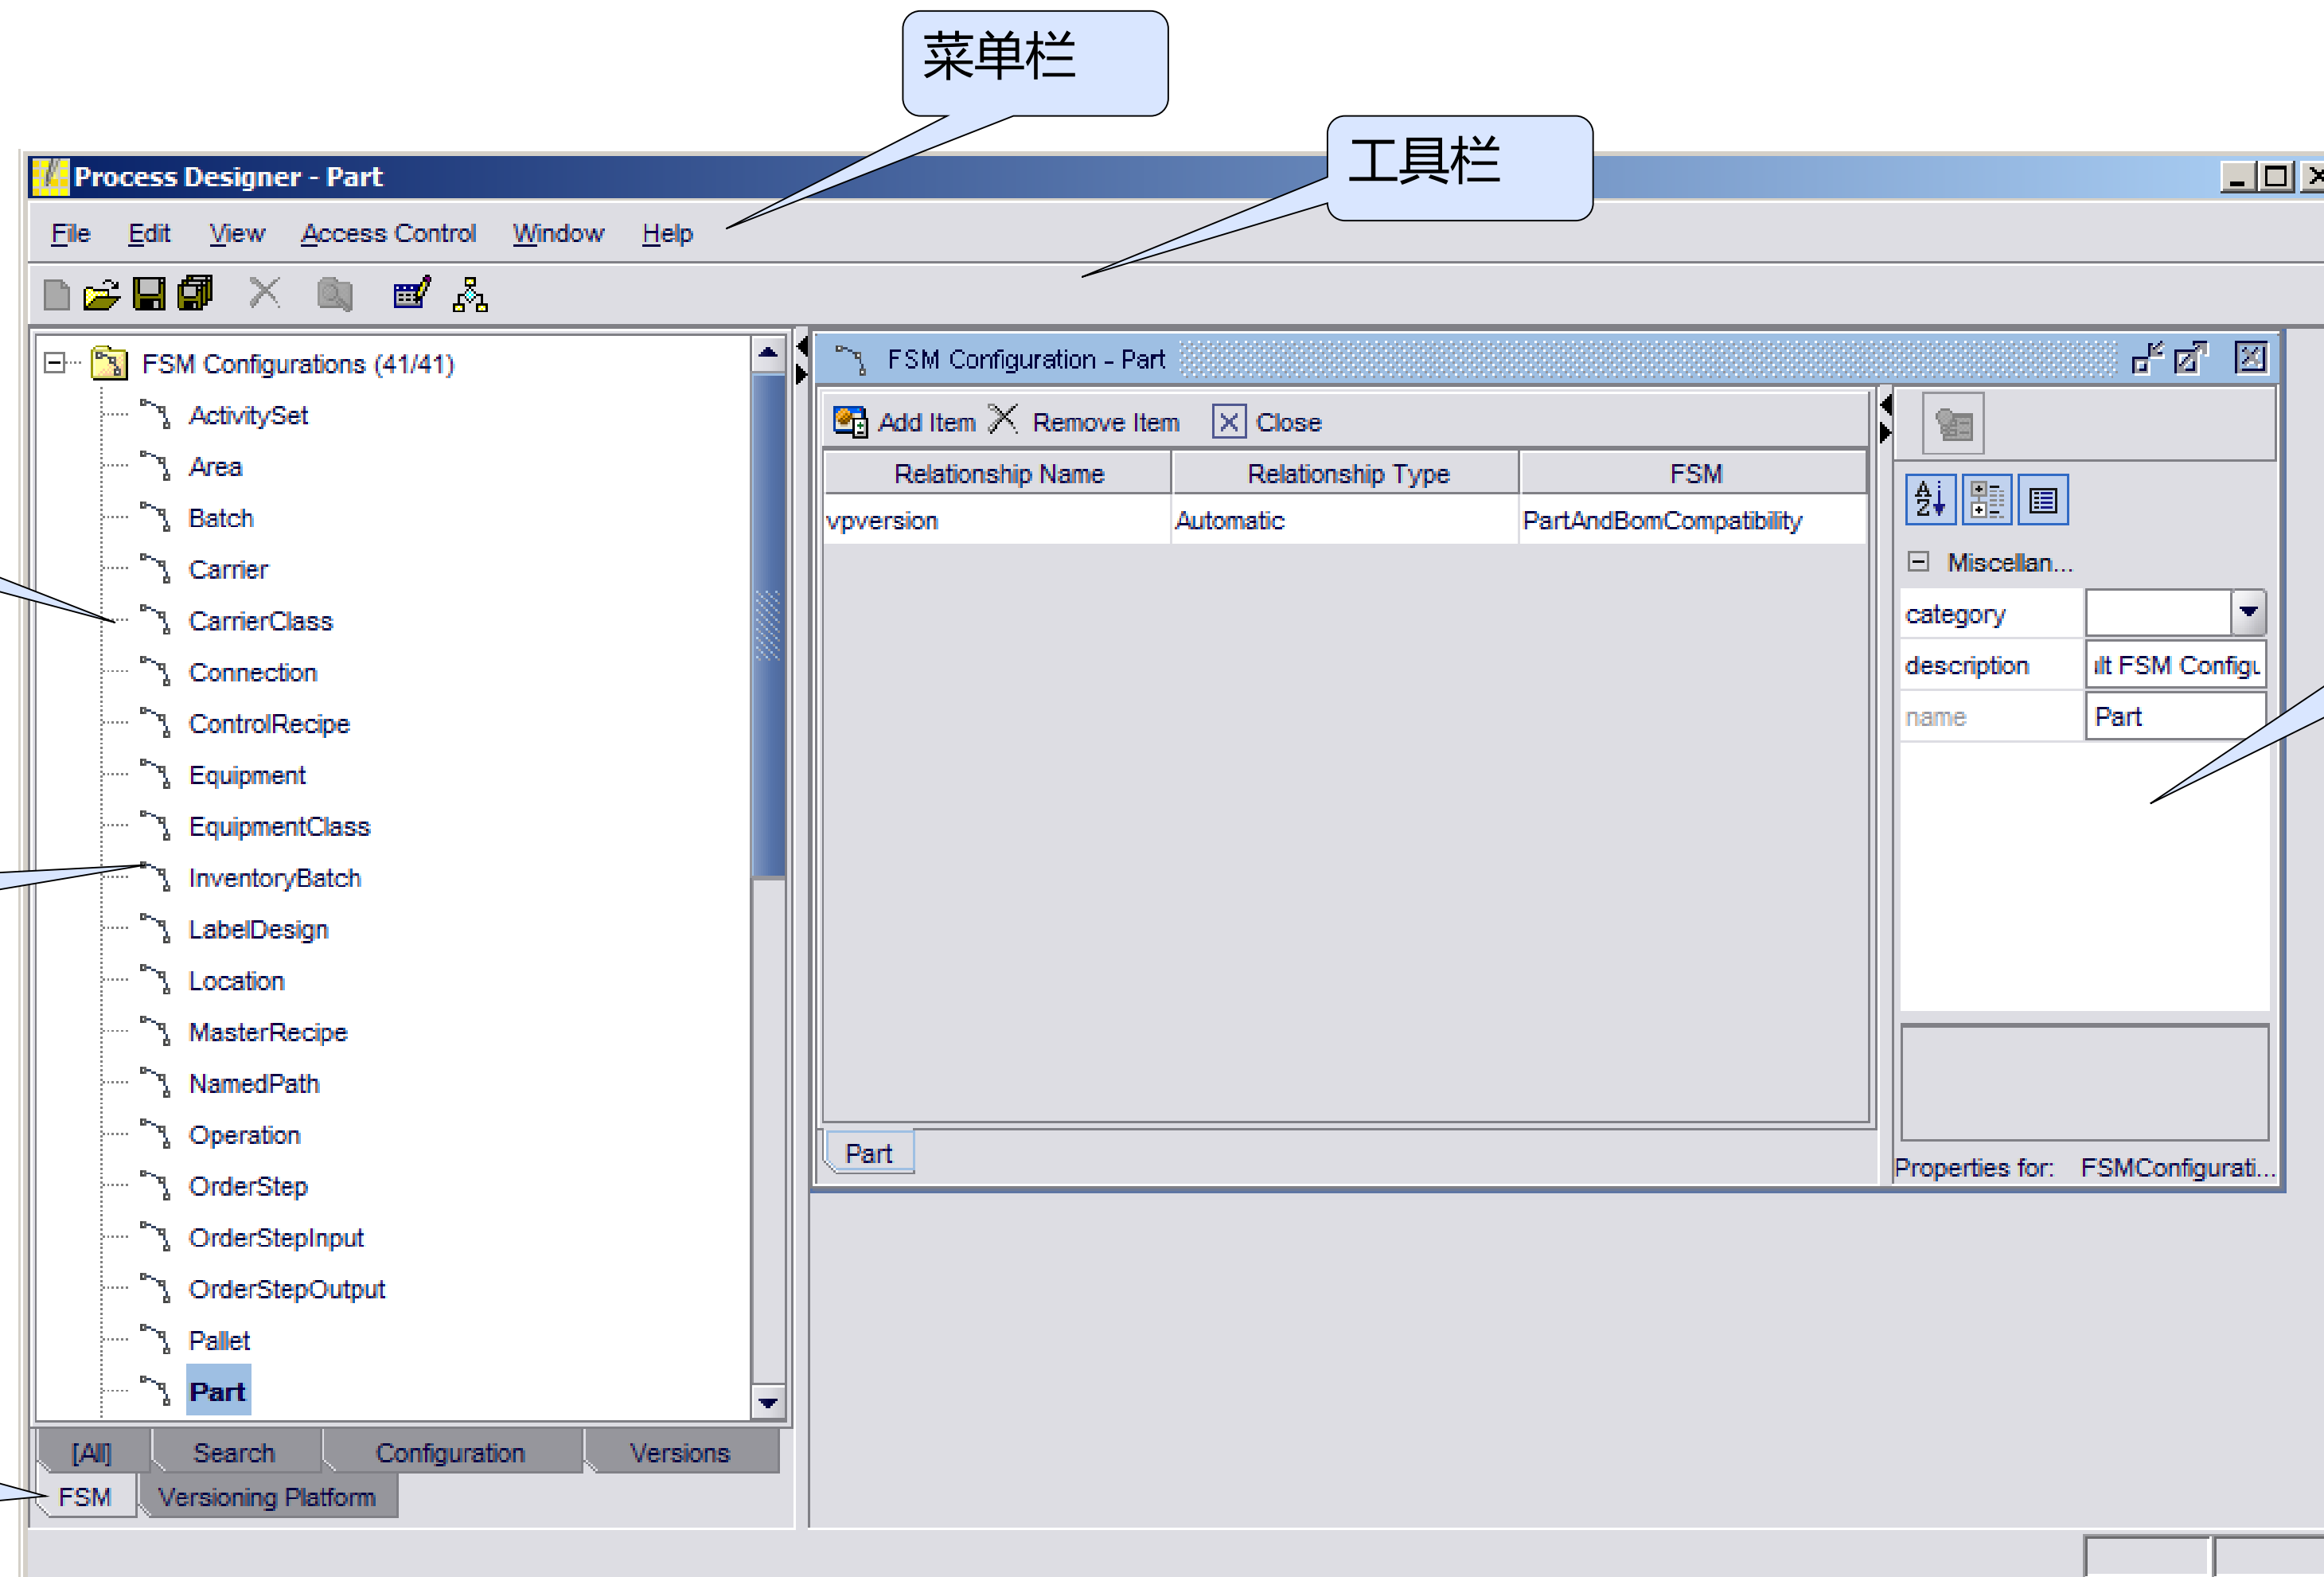 菜单栏
工具栏
Process Designer - Part
File Edit View Access Control Window Help
FSM Configurations (41/41)
ActivitySet
Area
Batch
Carrier
CarrierClass
Connection
ControlRecipe
Equipment
EquipmentClass
InventoryBatch
LabelDesign
Location
MasterRecipe
NamedPath
Operation
OrderStep
OrderStepInput
OrderStepOutput
Pallet
Part
[All] Search Configuration Versions
FSM Versioning Platform
FSM Configuration - Part
Add Item Remove Item Close
Relationship Name Relationship Type FSM
vpversion Automatic PartAndBomCompatibility
Part
Miscellan...
category
description ılt FSM Configu
name Part
Properties for: FSMConfigurati...